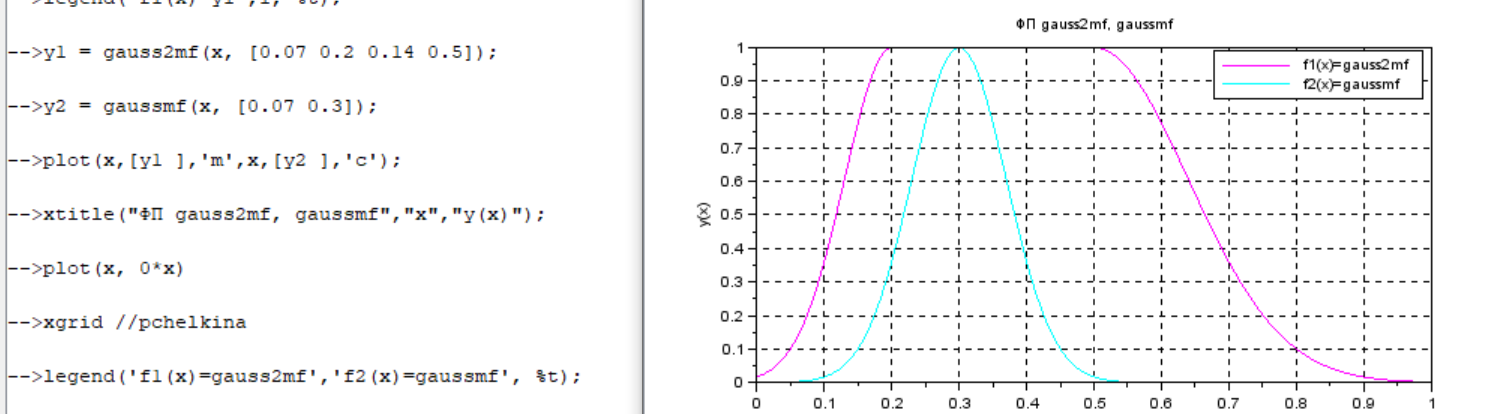 -->legend('f1(x) y1',1, %t);
-->y1 = gauss2mf(x, [0.07 0.2 0.14 0.5]);
-->y2 = gaussmf(x, [0.07 0.3]);
-->plot(x,[y1 ],'m',x,[y2 ],'c');
-->xtitle("ФП gauss2mf, gaussmf","x","y(x)");
-->plot(x, 0*x)
-->xgrid //pchelkina
-->legend('f1(x)=gauss2mf','f2(x)=gaussmf', %t);
ФП gauss2mf, gaussmf
f1(x)=gauss2mf
f2(x)=gaussmf
y(x)
1
0.9
0.8
0.7
0.6
0.5
0.4
0.3
0.2
0.1
0
0 0.1 0.2 0.3 0.4 0.5 0.6 0.7 0.8 0.9 1